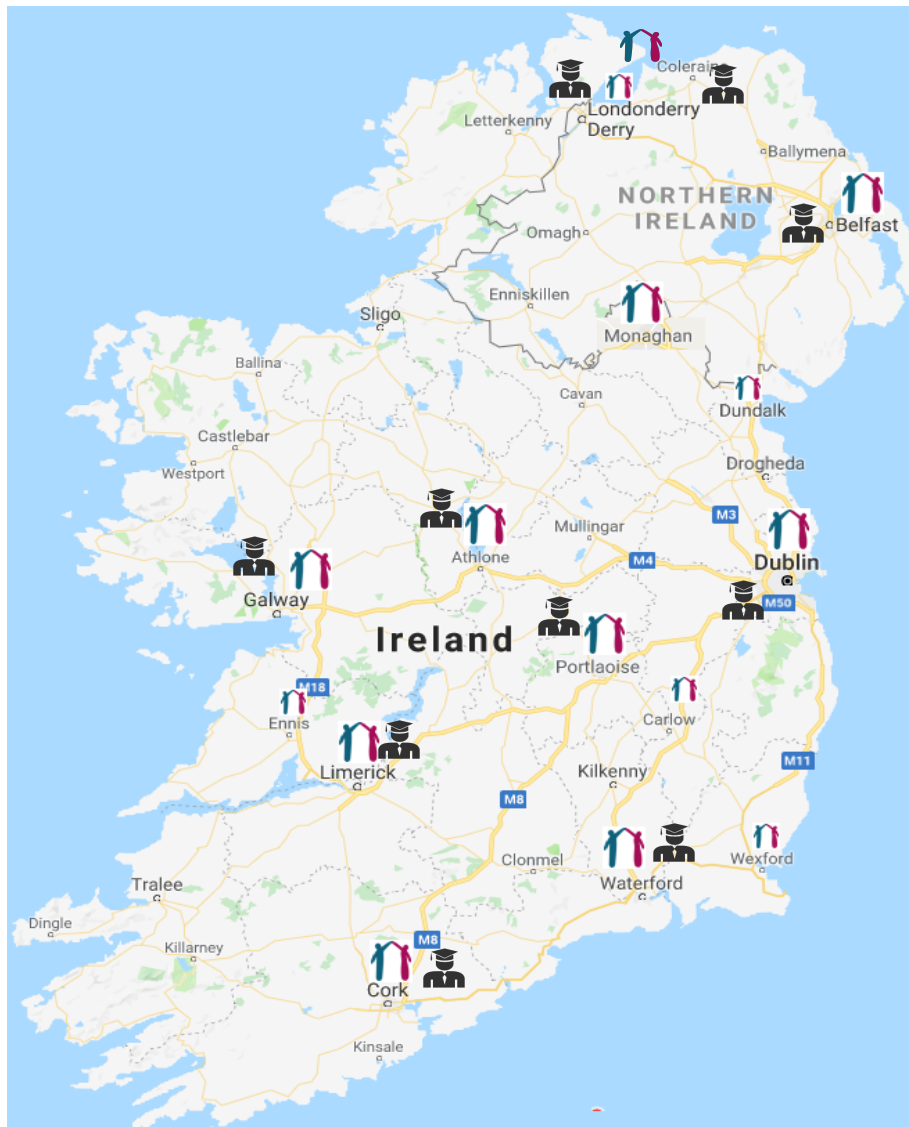 Coleraine
Londonderry
Derry
Letterkenny
Ballymena
NORTHERN
IRELAND
Belfast
Omagh
Enniskillen
Sligo
Monaghan
Ballina
Cavan
Dundalk
Castlebar
Westport
Drogheda
M3
Mullingar
Athlone
M4
Dublin
Galway
M50
Ireland
Portlaoise
M18
Ennis
Carlow
Limerick
Kilkenny
M11
M8
Clonmel
Wexford
Waterford
Tralee
Dingle
Killarney
M8
Cork
Kinsale